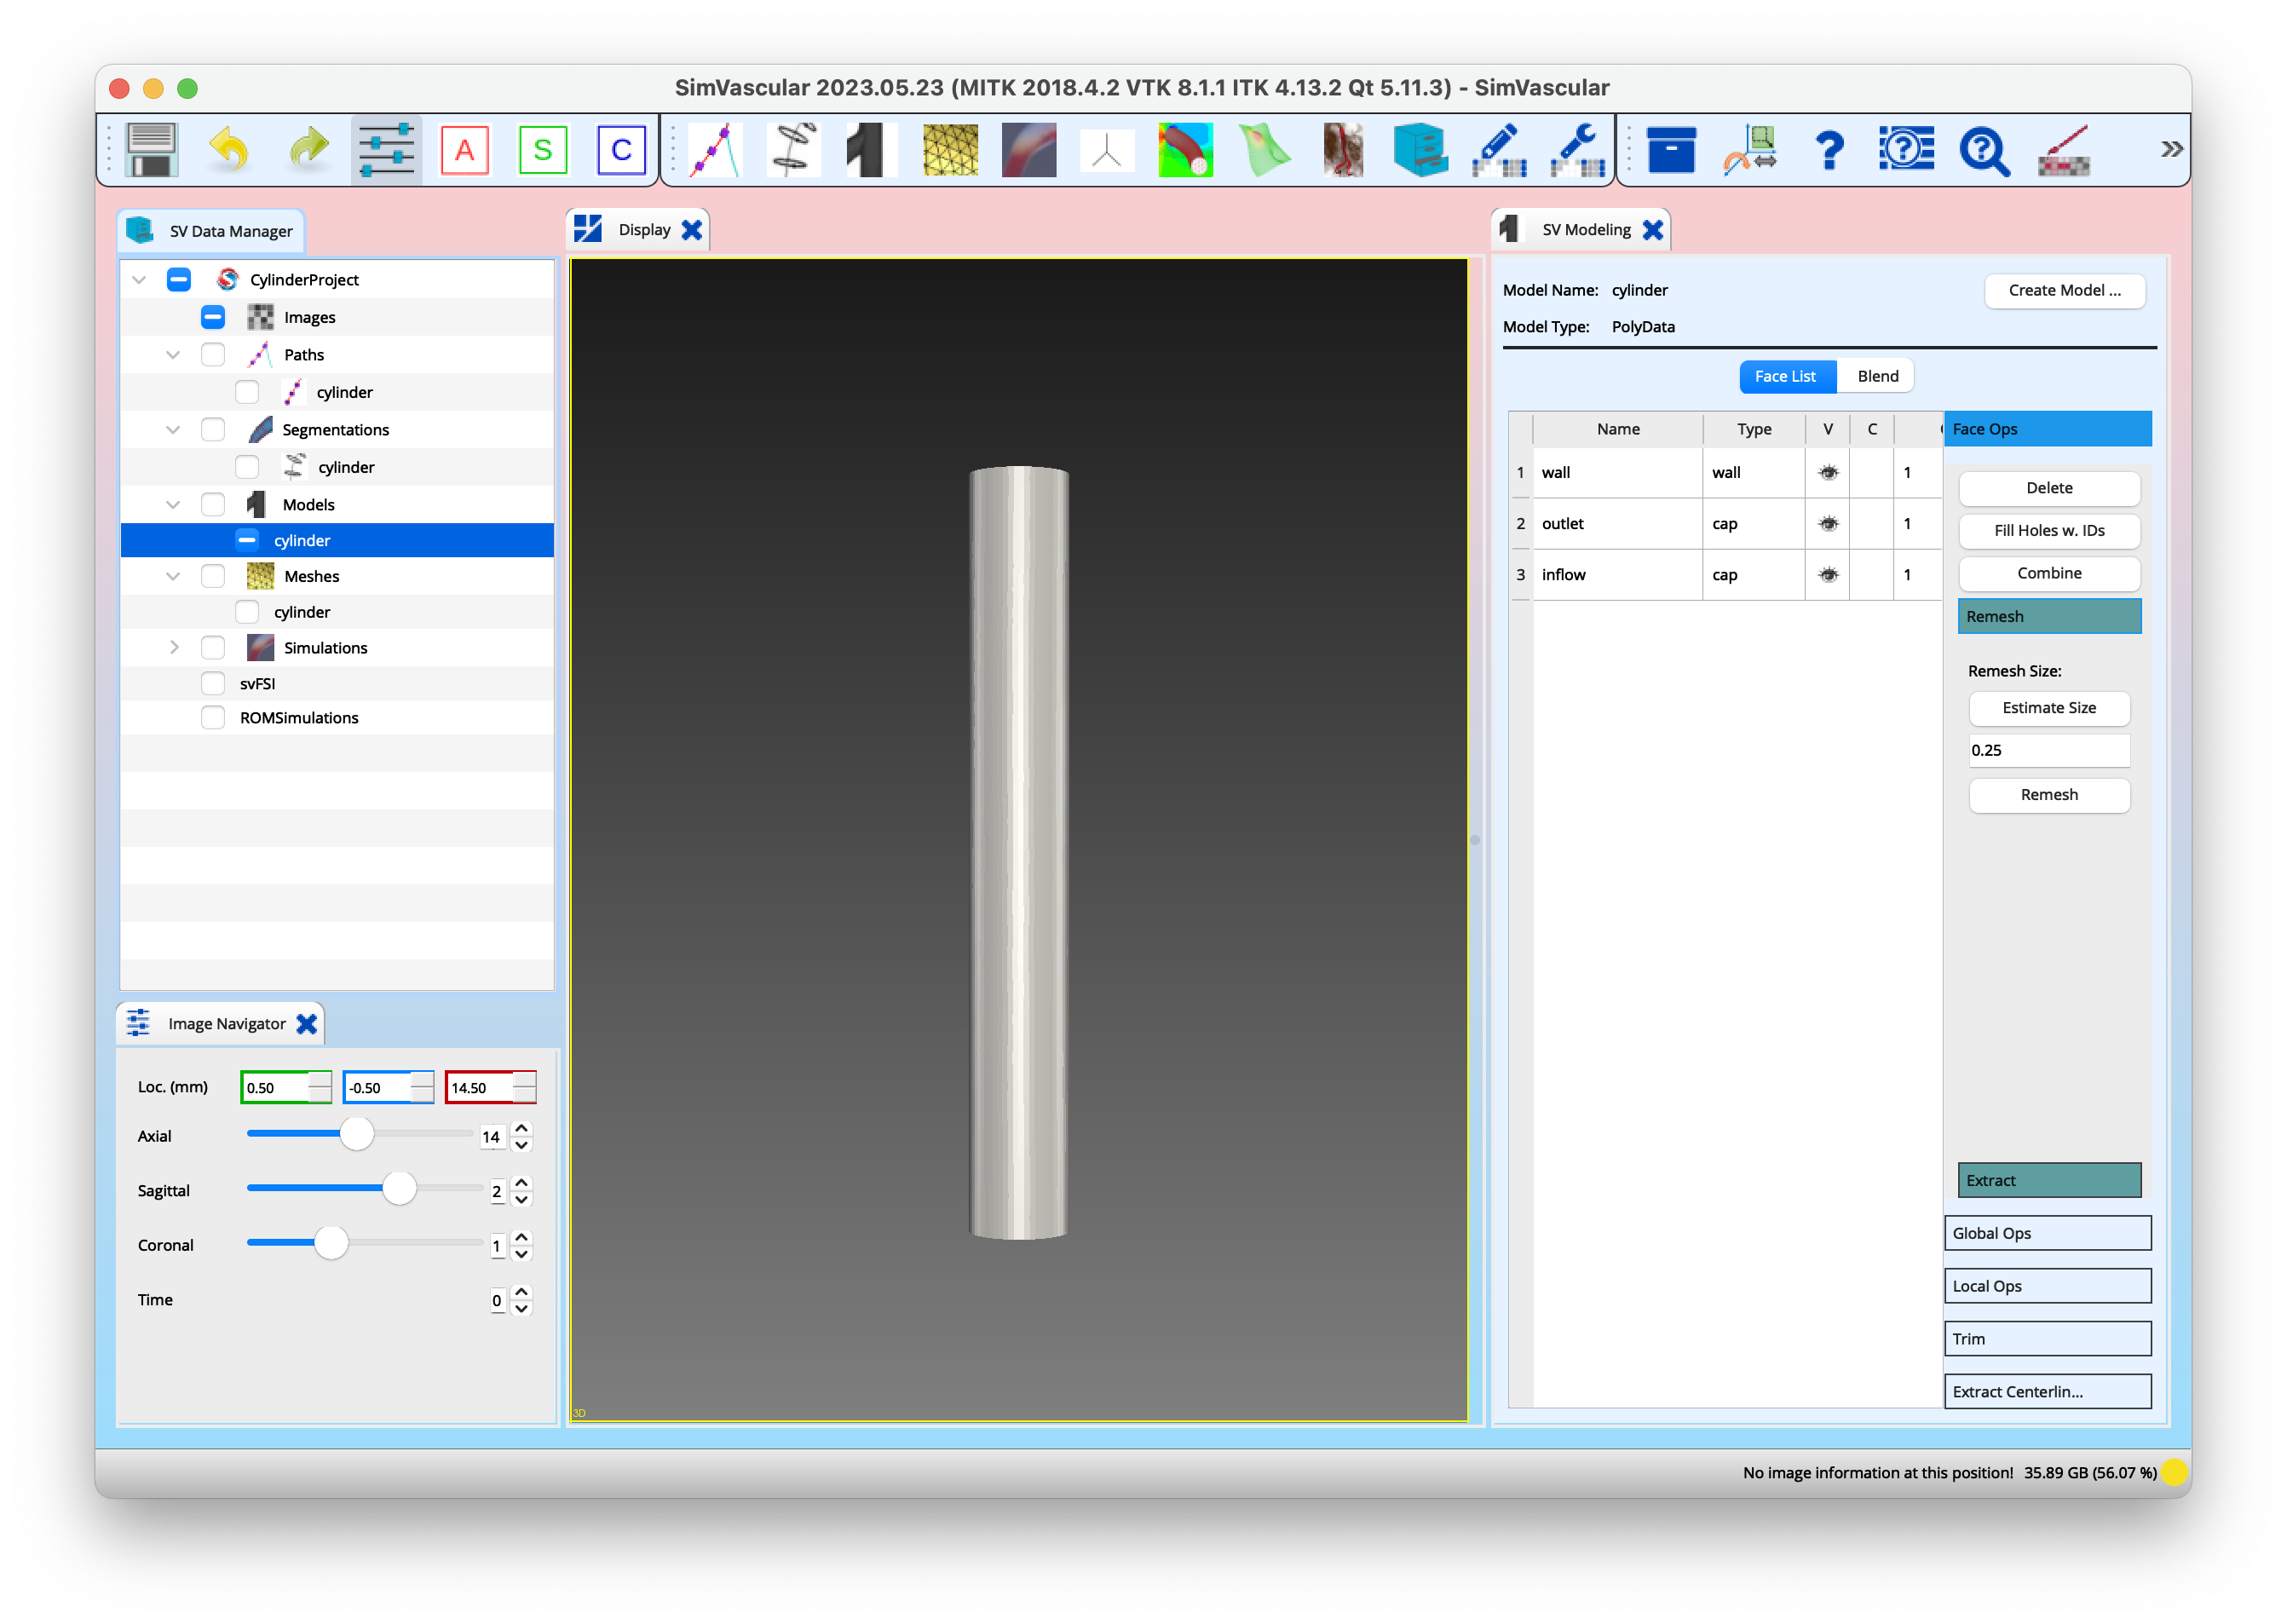 SimVascular 2023.05.23 (MITK 2018.4.2 VTK 8.1.1 ITK 4.13.2 Qt 5.11.3) - SimVascular
A S C
SV Data Manager
CylinderProject
Images
Paths
cylinder
Segmentations
cylinder
Models
cylinder
Meshes
cylinder
Simulations
svFSI
ROMSimulations
Image Navigator
Loc. (mm) 0.50 -0.50 14.50
Axial 14
Sagittal 2
Coronal 1
Time 0
Display
3D
SV Modeling
Model Name: cylinder
Create Model ...
Model Type: PolyData
Face List Blend
Name Type V C
1 wall wall 1
2 outlet cap 1
3 inflow cap 1
Face Ops
Delete
Fill Holes w. IDs
Combine
Remesh
Remesh Size:
Estimate Size
0.25
Remesh
Extract
Global Ops
Local Ops
Trim
Extract Centerlin...
No image information at this position! 35.89 GB (56.07 %)